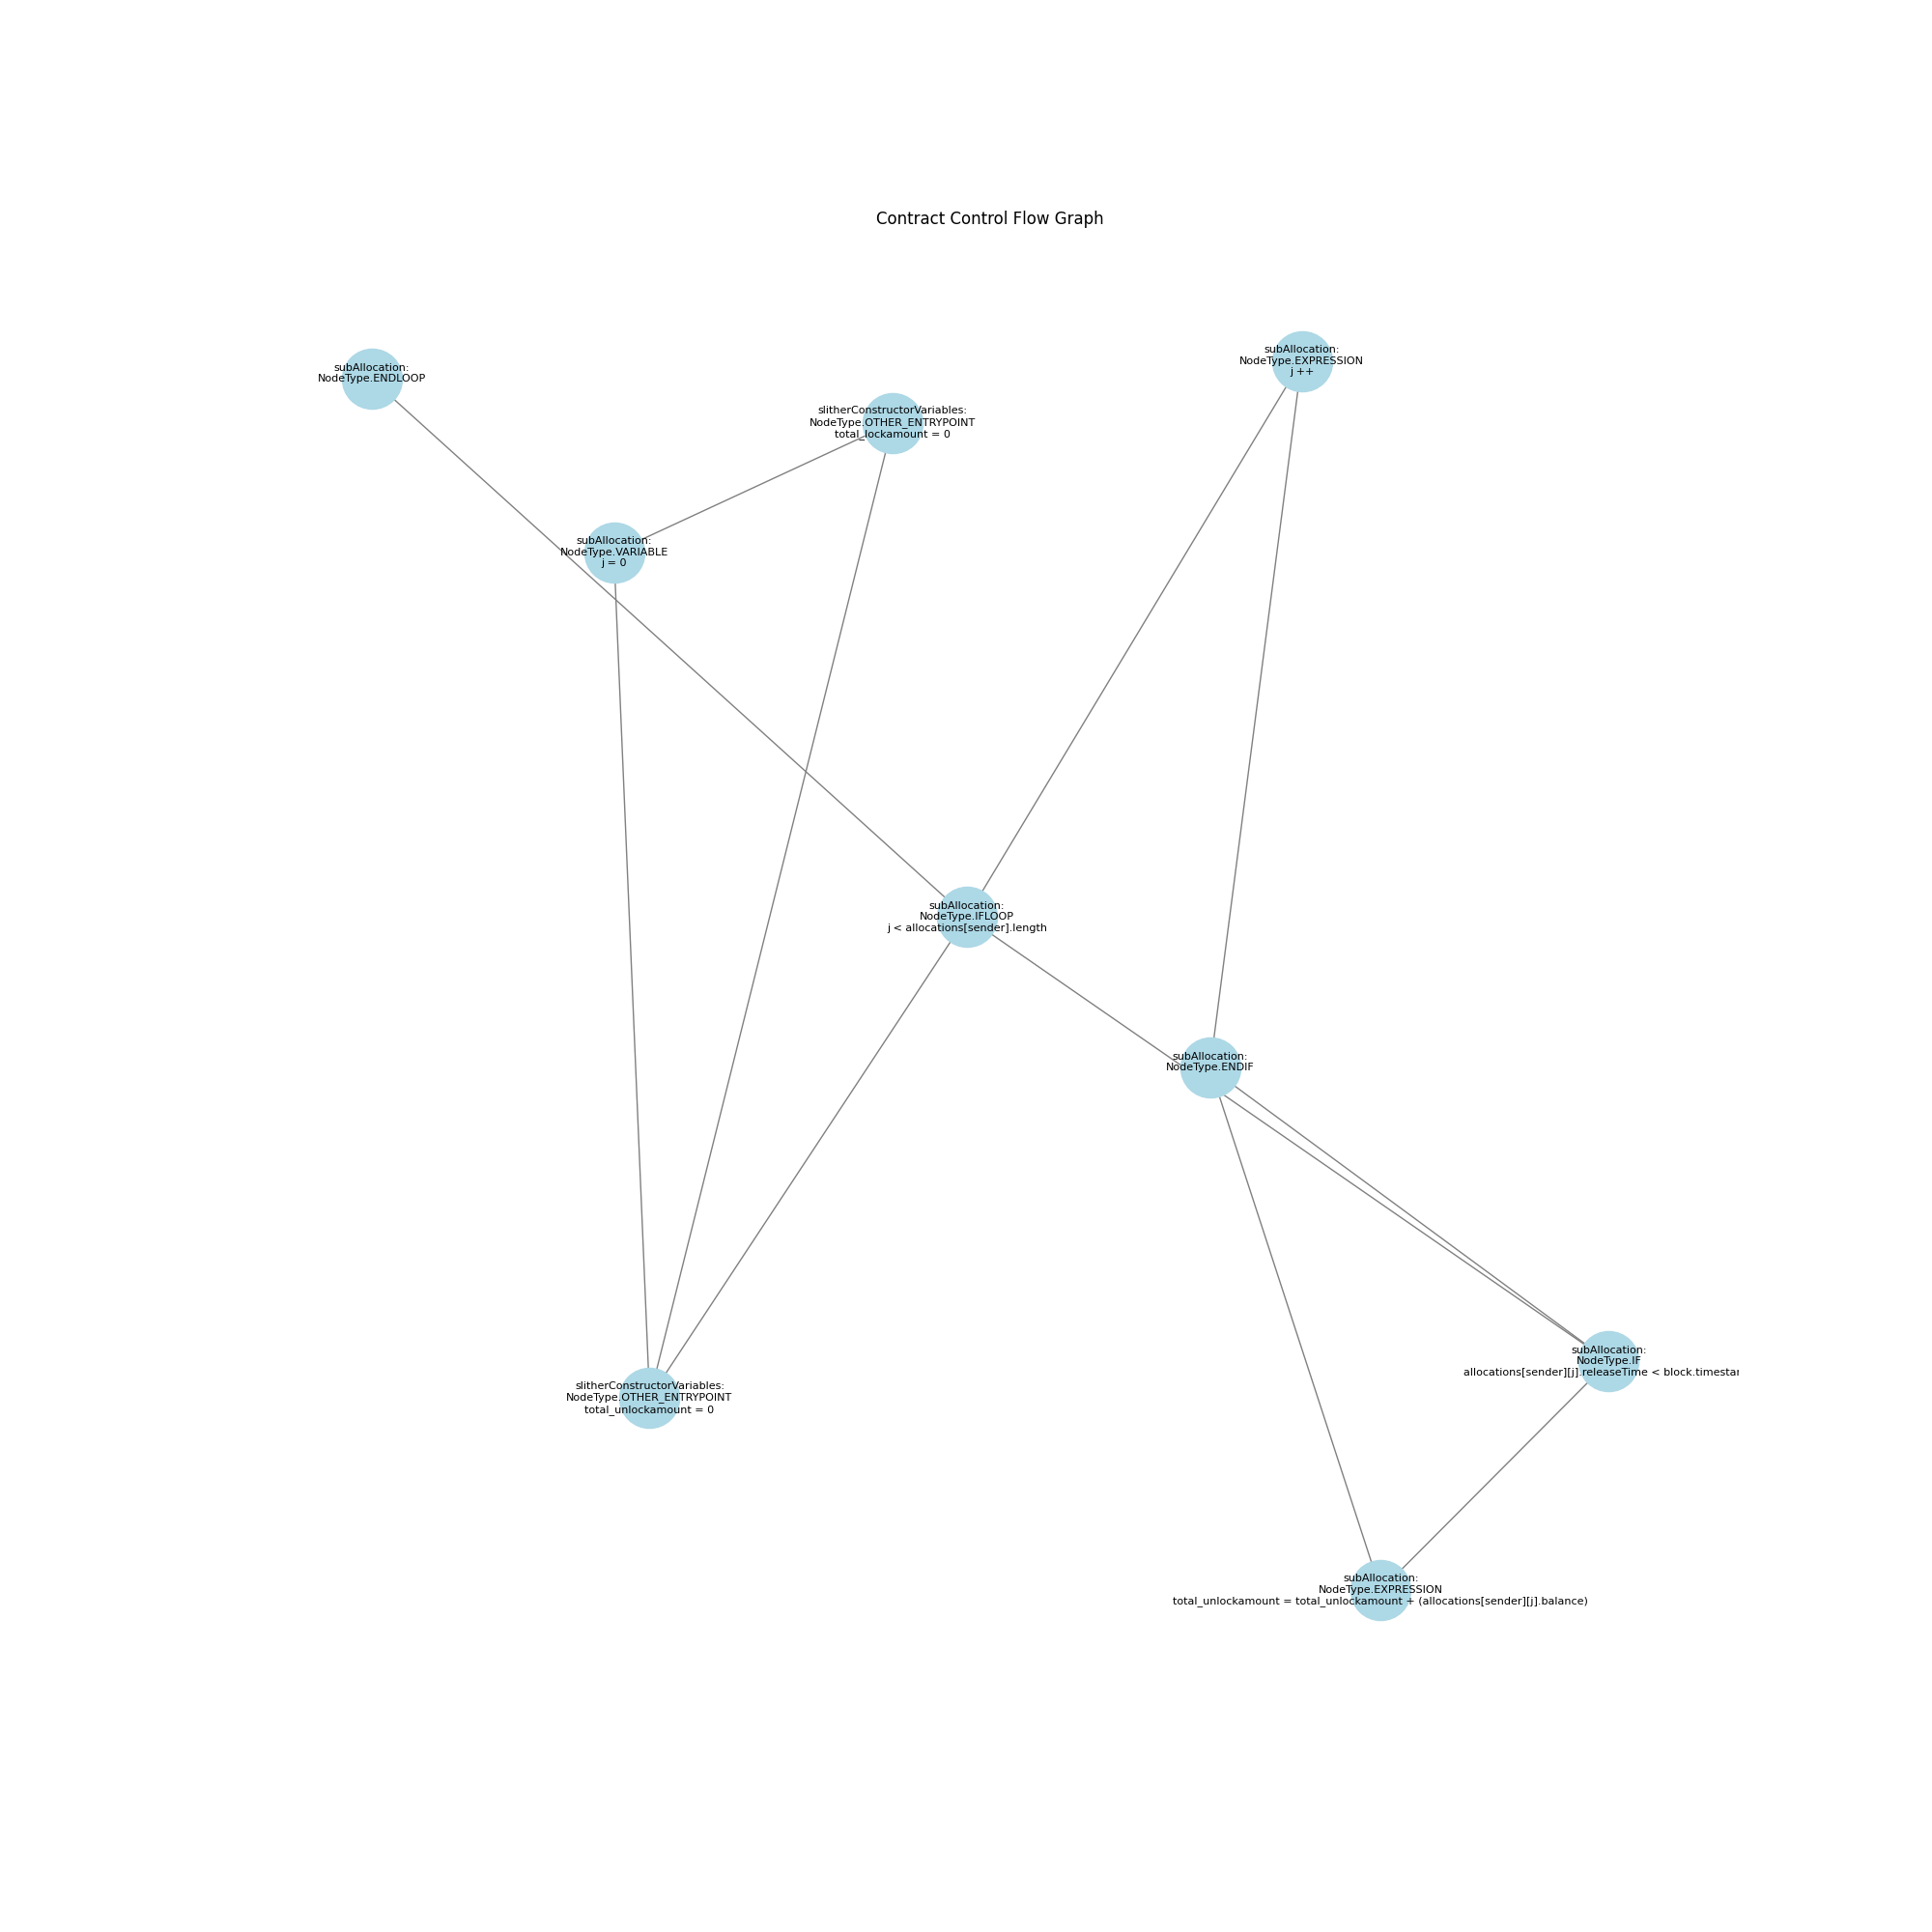 Contract Control Flow Graph
subAllocation:
NodeType.EXPRESSION
j ++
subAllocation:
NodeType.ENDLOOP
slitherConstructorVariables:
NodeType.OTHER_ENTRYPOINT
total_lockamount = 0
subAllocation:
NodeType.VARIABLE
j = 0
subAllocation:
NodeType.IFLOOP
j < allocations[sender].length
subAllocation:
NodeType.ENDIF
subAllocation:
NodeType.IF
allocations[sender][j].releaseTime < block.timestar
slitherConstructorVariables:
NodeType.OTHER_ENTRYPOINT
total_unlockamount = 0
subAllocation:
NodeType.EXPRESSION
total_unlockamount = total_unlockamount + (allocations[sender][j].balance)